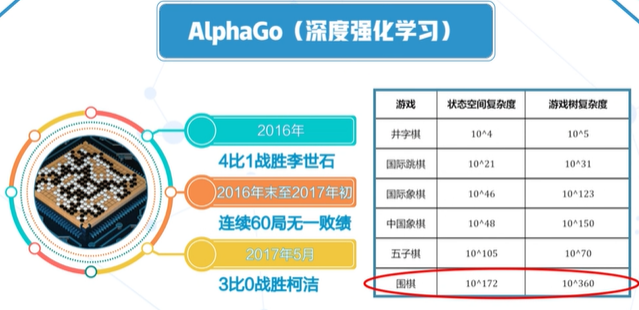 AlphaGo（深度强化学习）
2016年
4比1战胜李世石
2016年末至2017年初
连续60局无一败绩
2017年5月
3比0战胜柯洁
游戏 状态空间复杂度 游戏树复杂度
井字棋 10^4 10^5
国际跳棋 10^21 10^31
国际象棋 10^46 10^123
中国象棋 10^48 10^150
五子棋 10^105 10^70
围棋 10^172 10^360